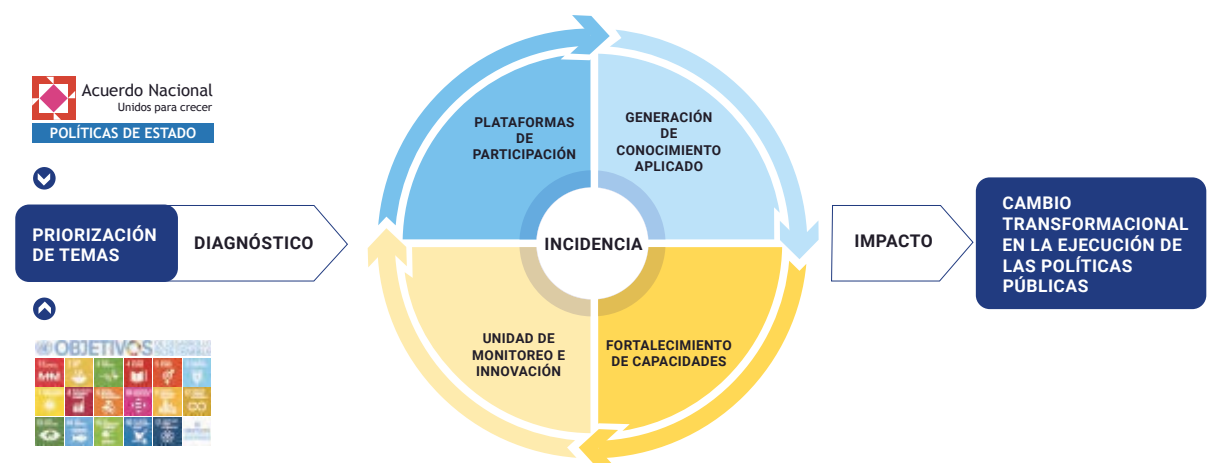 Acuerdo Nacional
Unidos para crecer
POLÍTICAS DE ESTADO
PRIORIZACIÓN
DE TEMAS
DIAGNÓSTICO
OBJETIVOS
PLATAFORMAS
DE
PARTICIPACIÓN
GENERACIÓN
DE
CONOCIMIENTO
APLICADO
INCIDENCIA
UNIDAD DE
MONITOREO E
INNOVACIÓN
FORTALECIMIENTO
DE CAPACIDADES
IMPACTO
CAMBIO
TRANSFORMACIONAL
EN LA EJECUCIÓN DE
LAS POLÍTICAS
PÚBLICAS